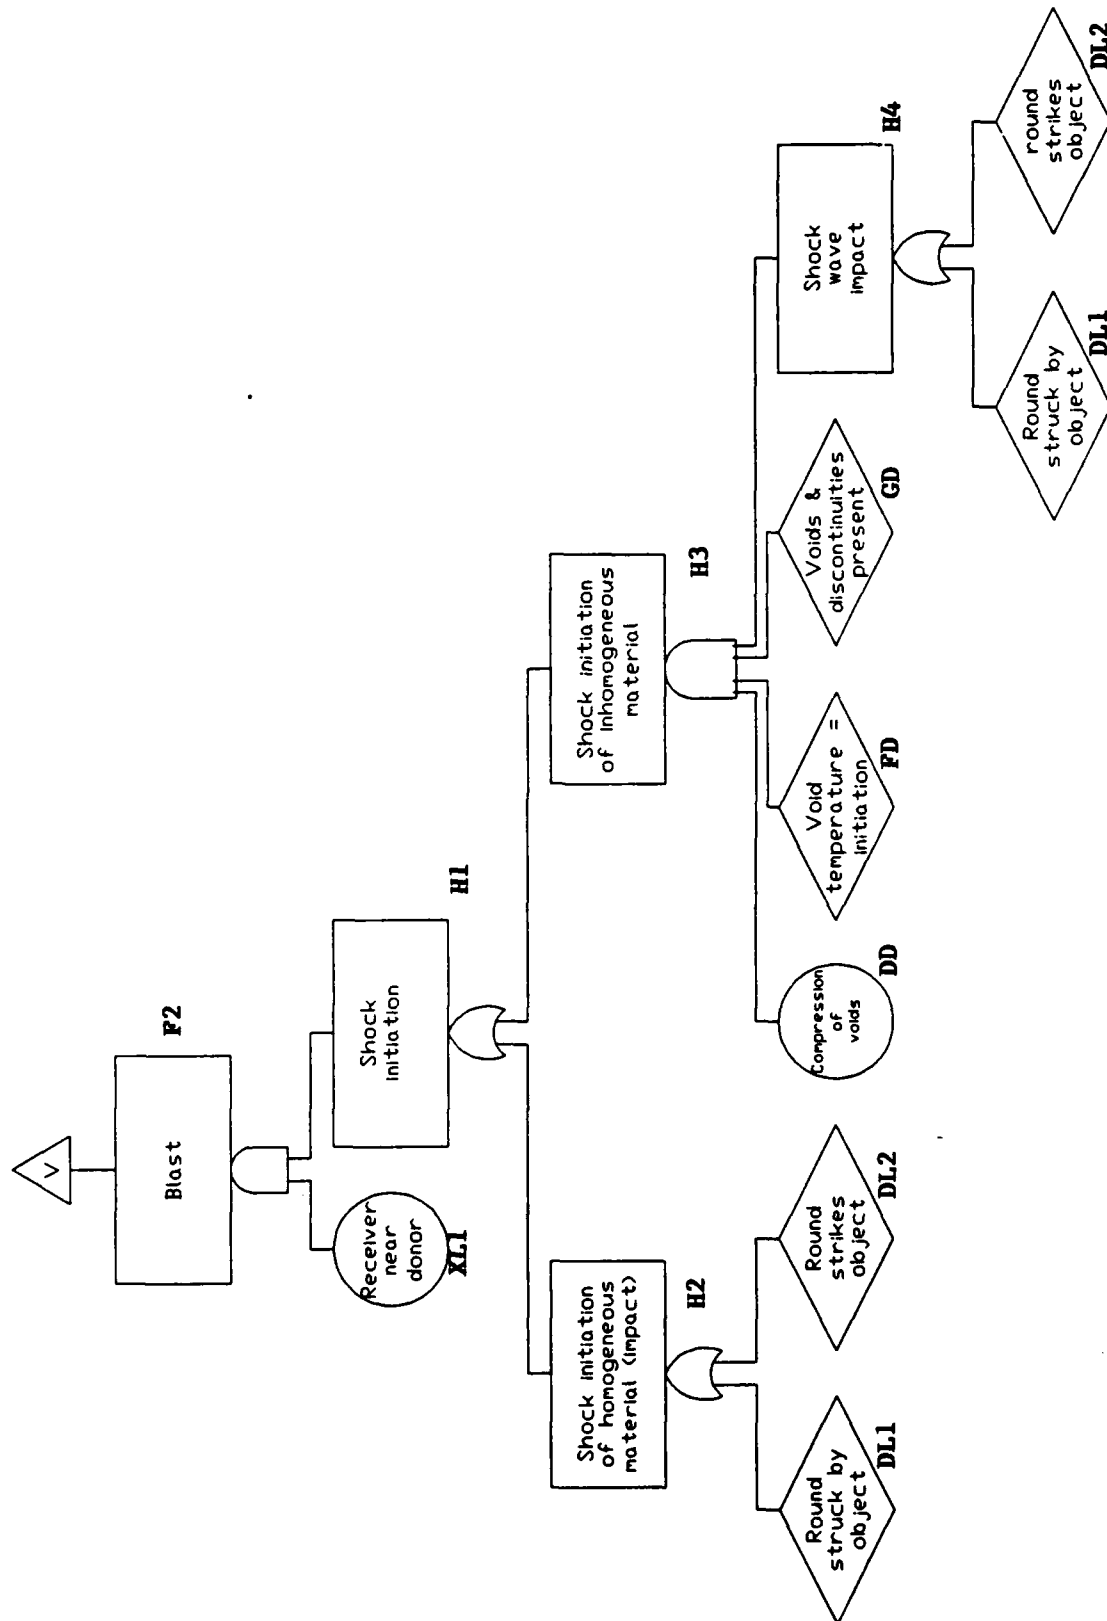 V
Blast
F2
Receiver
near
donor
XL1
Shock
initiation
H1
Shock initiation
of homogeneous
material (impact)
H2
Shock initiation
of inhomogeneous
material
H3
Round
struck by
object
DL1
Round
strikes
object
DL2
Compression
of
voids
DD
Void
temperature =
initiation
FD
Voids &
discontinuities
present
GD
Shock
wave
impact
H4
Round
struck by
object
DL1
round
strikes
object
DL2